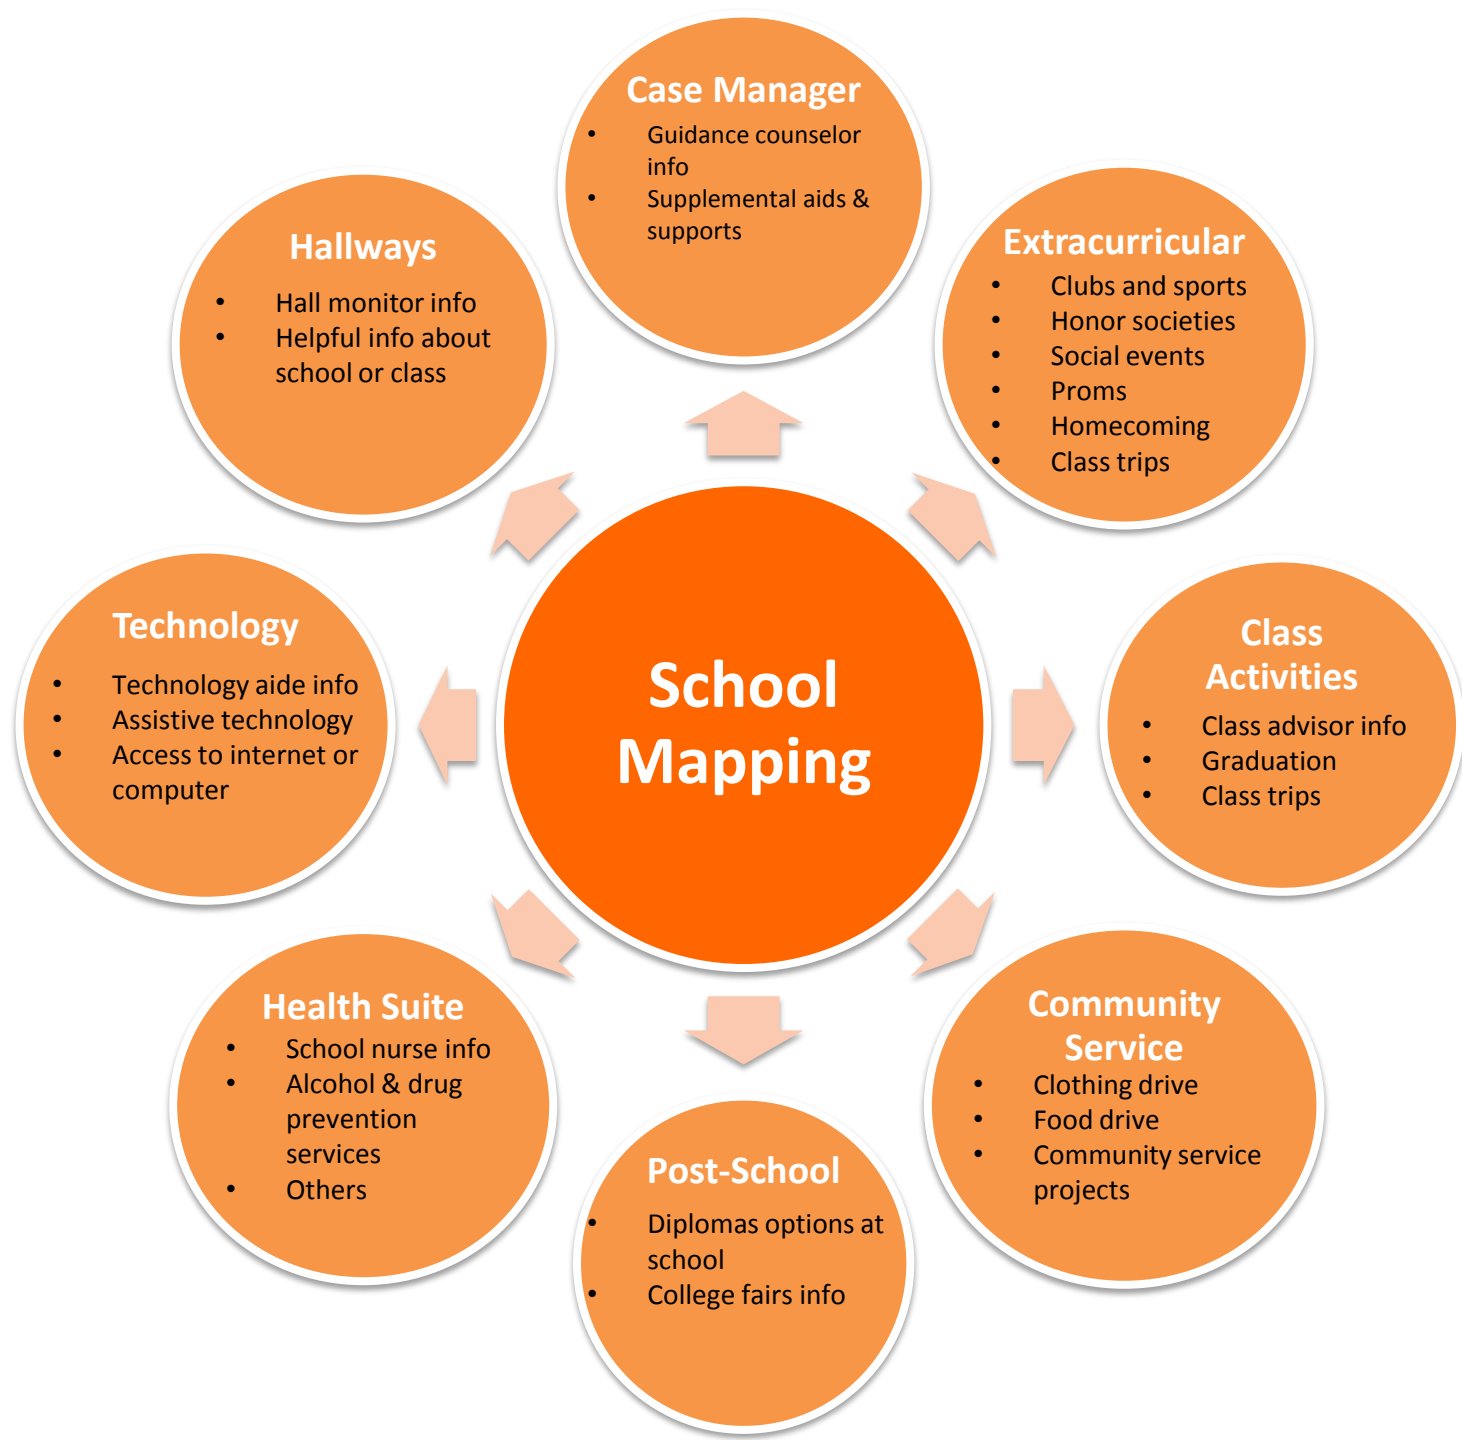 Case Manager
• Guidance counselor
info
• Supplemental aids &
supports
Extracurricular
• Clubs and sports
• Honor societies
• Social events
• Proms
• Homecoming
• Class trips
Class
Activities
• Class advisor info
• Graduation
• Class trips
Community
Service
• Clothing drive
• Food drive
• Community service
projects
Post-School
• Diplomas options at
school
• College fairs info
Health Suite
• School nurse info
• Alcohol & drug
prevention
services
• Others
Technology
• Technology aide info
• Assistive technology
• Access to internet or
computer
Hallways
• Hall monitor info
• Helpful info about
school or class
School
Mapping